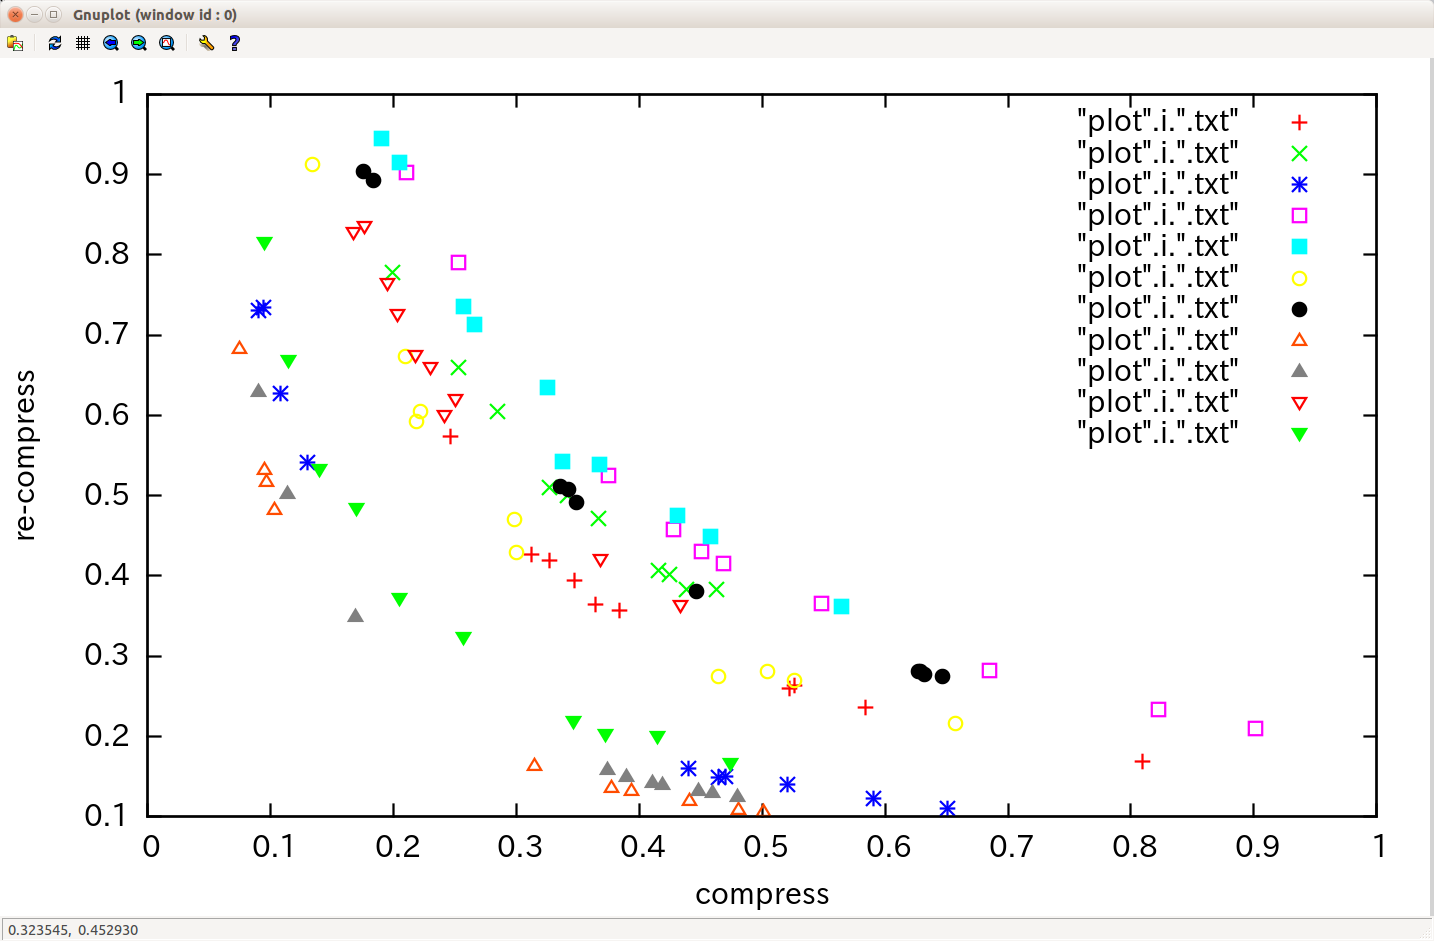 Gnuplot (window id : 0)
1
0.9
0.8
0.7
0.6
0.5
0.4
0.3
0.2
0.1
re-compress
"plot".i.".txt"
"plot".i.".txt"
"plot".i.".txt"
"plot".i.".txt"
"plot".i.".txt"
"plot".i.".txt"
"plot".i.".txt"
"plot".i.".txt"
"plot".i.".txt"
"plot".i.".txt"
"plot".i.".txt"
0 0.1 0.2 0.3 0.4 0.5 0.6 0.7 0.8 0.9 1
compress
0.323545, 0.452930